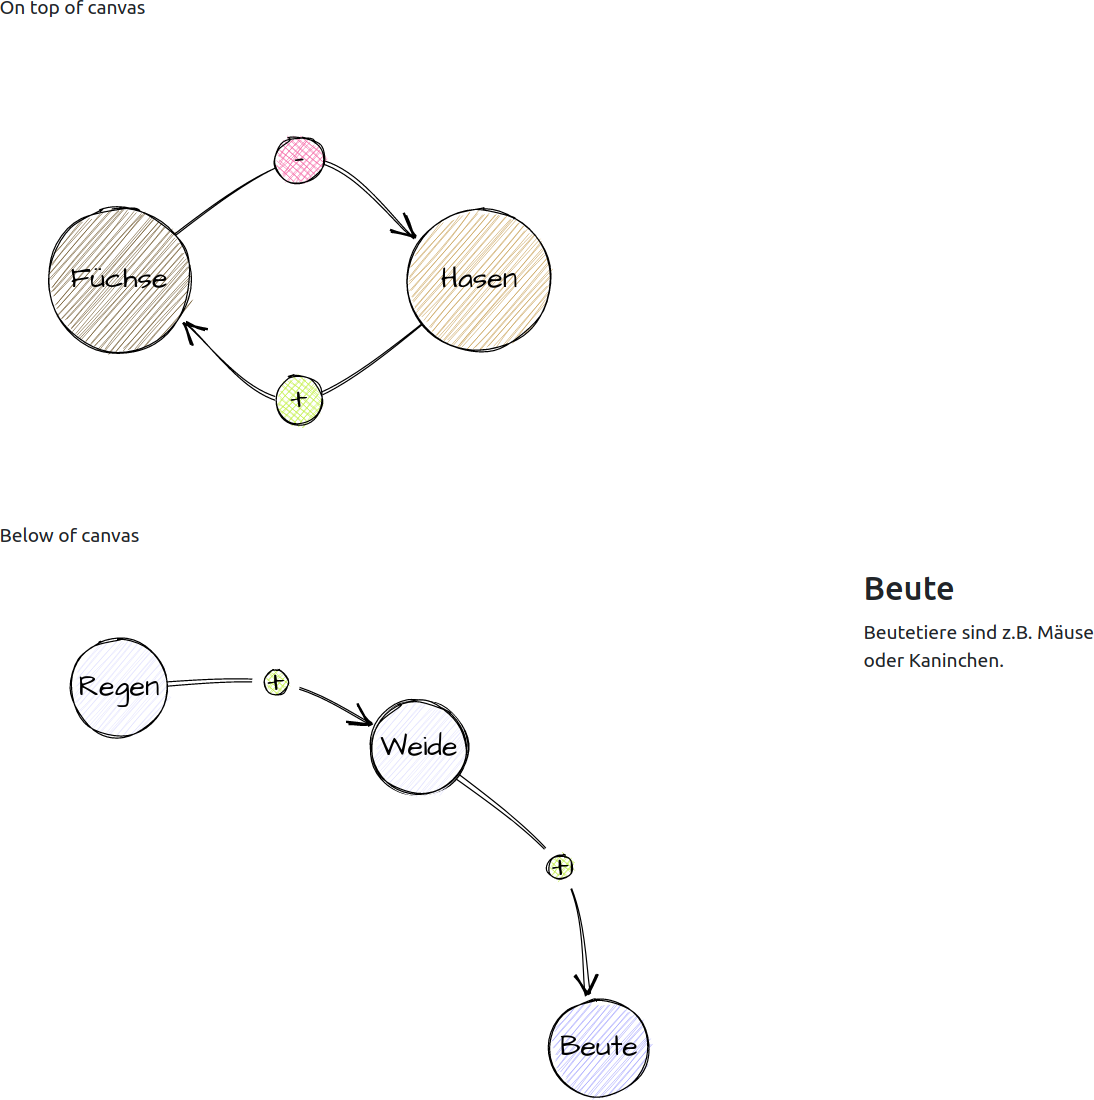 On top of canvas
-
Füchse
Hasen
+
Below of canvas
Beute
Beutetiere sind z.B. Mäuse
oder Kaninchen.
Regen
+
Weide
+
Beute